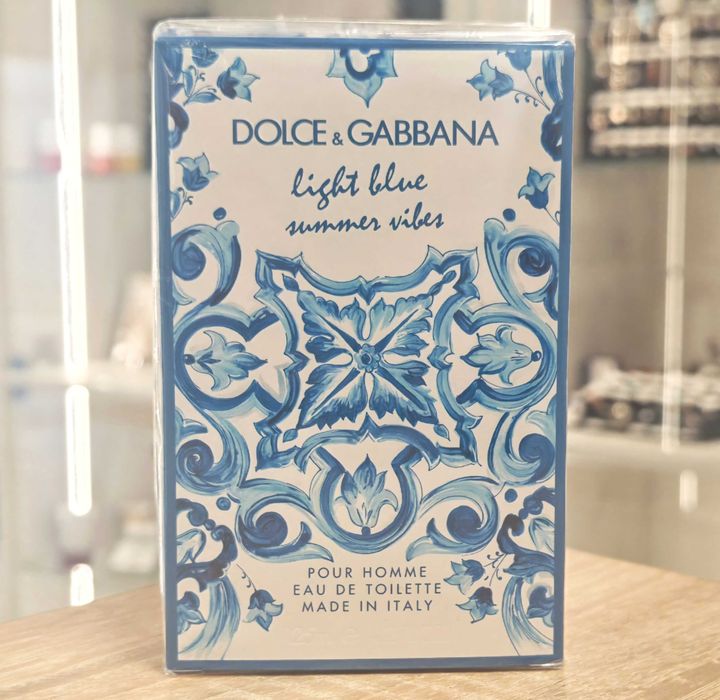 DOLCE & GABBANA
light blue
summer vibes
POUR HOMME
EAU DE TOILETTE
MADE IN ITALY